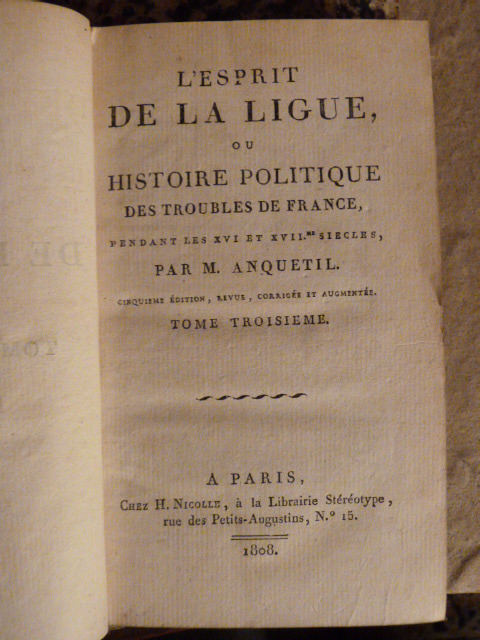 L'ESPRIT
DE LA LIGUE,
OU
HISTOIRE POLITIQUE
DES TROUBLES DE FRANCE,
PENDANT LES XVI ET XVII.ME SIECLES,
PAR M. ANQUETIL.
CINQUIEME ÉDITION, REVUE, CORRIGÉE ET AUGMENTÉE.
TOME TROISIEME.
A PARIS,
CHEZ H. NICOLLE, à la Librairie Stéréotype,
rue des Petits-Augustins, N.º 15.
1808.